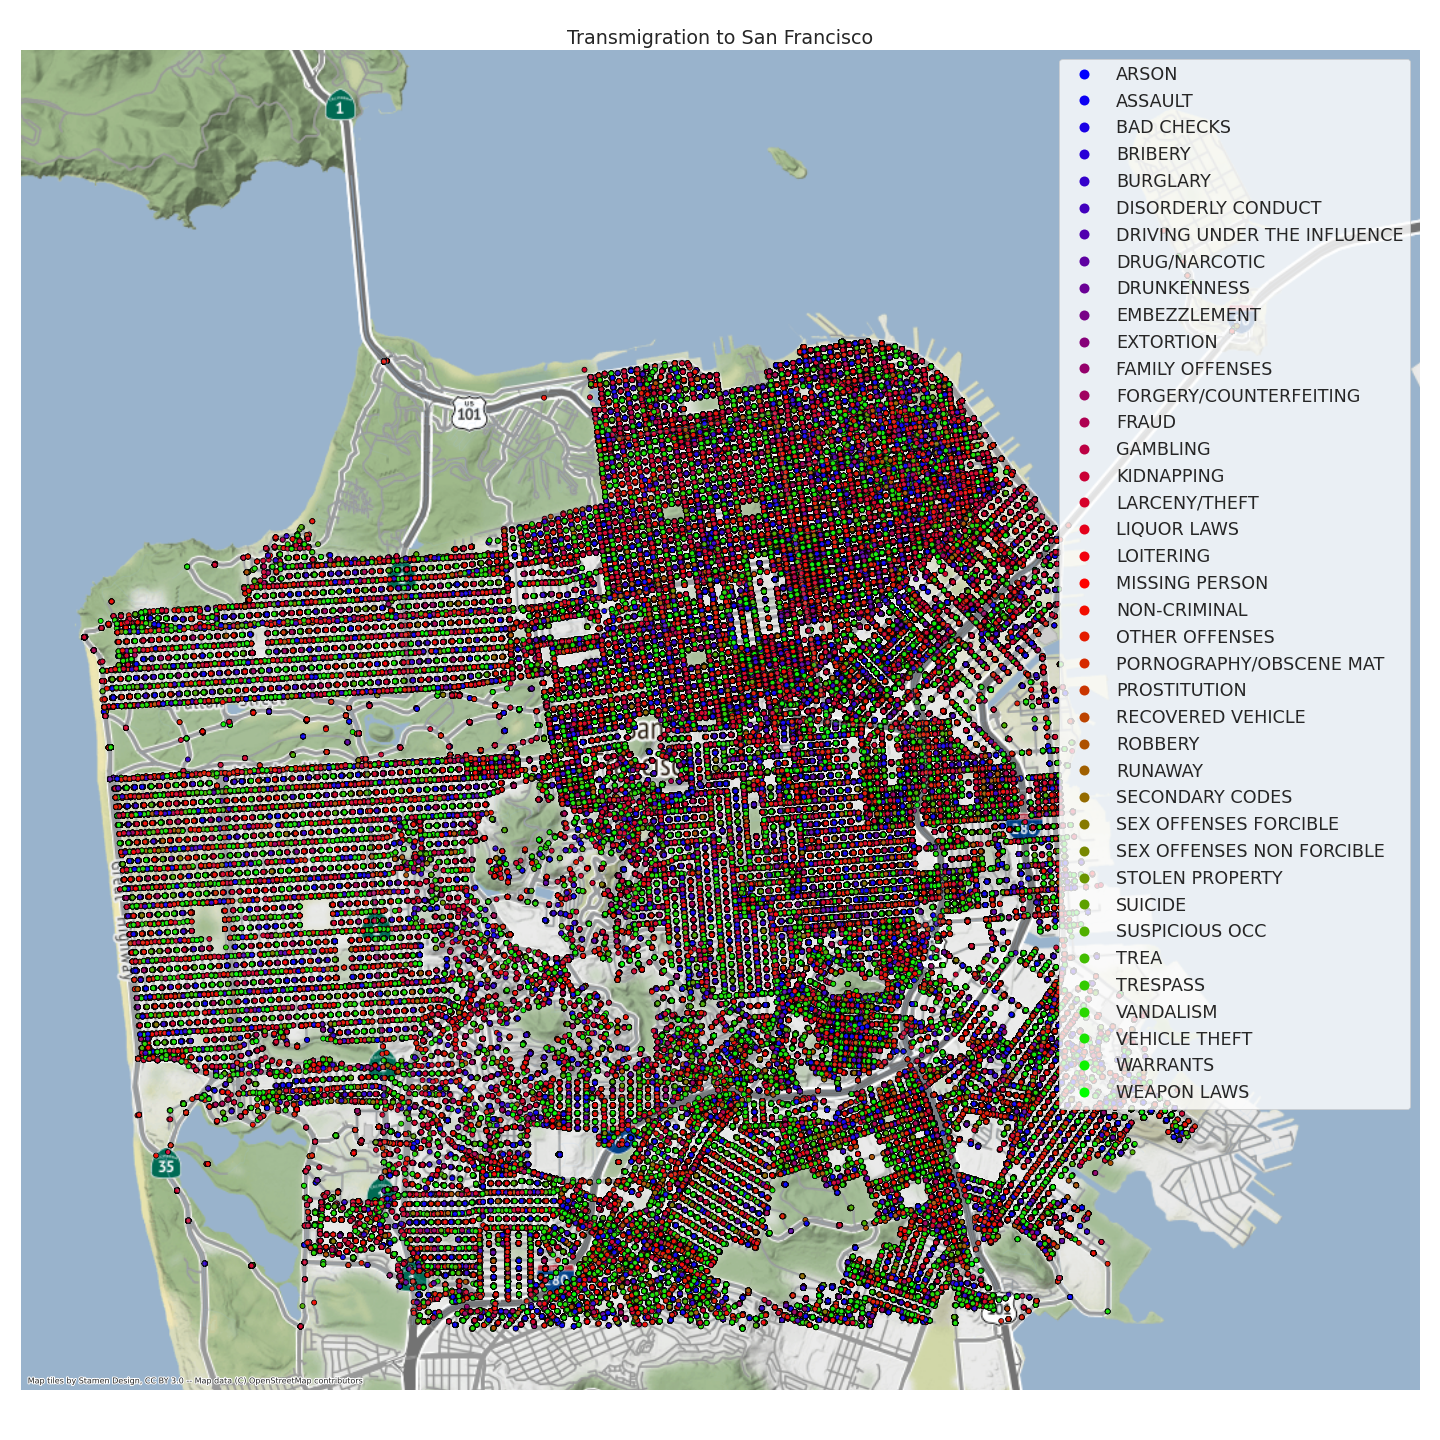 Transmigration to San Francisco
1
US
101
ARSON
ASSAULT
BAD CHECKS
BRIBERY
BURGLARY
DISORDERLY CONDUCT
DRIVING UNDER THE INFLUENCE
DRUG/NARCOTIC
DRUNKENNESS
EMBEZZLEMENT
EXTORTION
FAMILY OFFENSES
FORGERY/COUNTERFEITING
FRAUD
GAMBLING
KIDNAPPING
LARCENY/THEFT
LIQUOR LAWS
LOITERING
MISSING PERSON
NON-CRIMINAL
OTHER OFFENSES
PORNOGRAPHY/OBSCENE MAT
PROSTITUTION
RECOVERED VEHICLE
ROBBERY
RUNAWAY
SECONDARY CODES
SEX OFFENSES FORCIBLE
SEX OFFENSES NON FORCIBLE
STOLEN PROPERTY
SUICIDE
SUSPICIOUS OCC
TREA
TRESPASS
VANDALISM
VEHICLE THEFT
WARRANTS
WEAPON LAWS
35
Map tiles by Stamen Design, CC BY 3.0 -- Map data (C) OpenStreetMap contributors